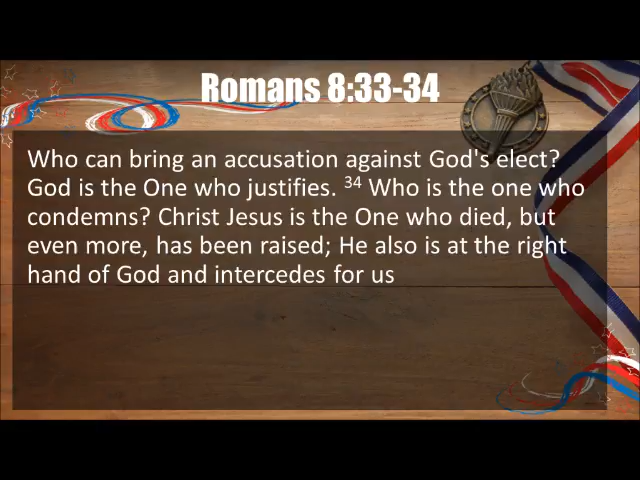 Romans 8:33-34
Who can bring an accusation against God's elect?
God is the One who justifies. 34 Who is the one who
condemns? Christ Jesus is the One who died, but
even more, has been raised; He also is at the right
hand of God and intercedes for us